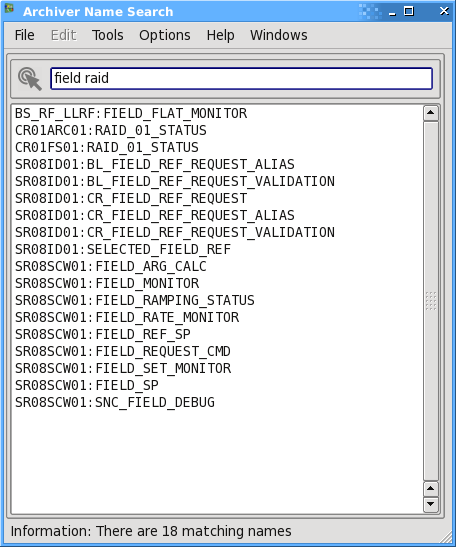 Archiver Name Search
File Edit Tools Options Help Windows
field raid
BS_RF_LLRF:FIELD_FLAT_MONITOR
CR01ARC01:RAID_01_STATUS
CR01FS01:RAID_01_STATUS
SR08ID01:BL_FIELD_REF_REQUEST_ALIAS
SR08ID01:BL_FIELD_REF_REQUEST_VALIDATION
SR08ID01:CR_FIELD_REF_REQUEST
SR08ID01:CR_FIELD_REF_REQUEST_ALIAS
SR08ID01:CR_FIELD_REF_REQUEST_VALIDATION
SR08ID01:SELECTED_FIELD_REF
SR08SCW01:FIELD_ARG_CALC
SR08SCW01:FIELD_MONITOR
SR08SCW01:FIELD_RAMPING_STATUS
SR08SCW01:FIELD_RATE_MONITOR
SR08SCW01:FIELD_REF_SP
SR08SCW01:FIELD_REQUEST_CMD
SR08SCW01:FIELD_SET_MONITOR
SR08SCW01:FIELD_SP
SR08SCW01:SNC_FIELD_DEBUG
Information: There are 18 matching names